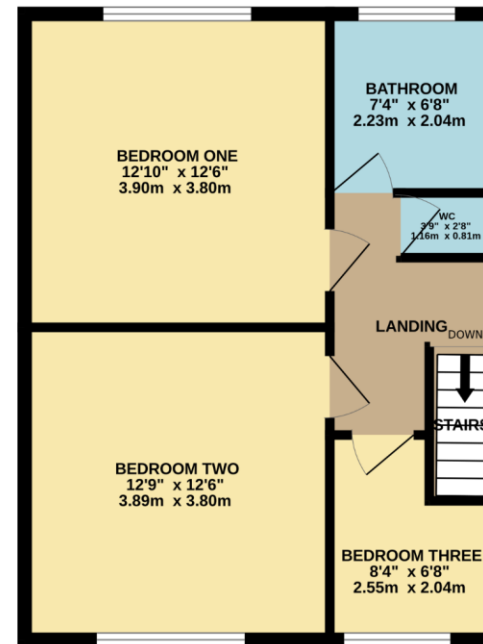 BATHROOM
7'4" x 6'8"
2.23m x 2.04m
BEDROOM ONE
12'10" x 12'6"
3.90m x 3.80m
WC
3'9" x 2'8"
1.16m x 0.81m
LANDING
DOWN
STAIRS
BEDROOM TWO
12'9" x 12'6"
3.89m x 3.80m
BEDROOM THREE
8'4" x 6'8"
2.55m x 2.04m